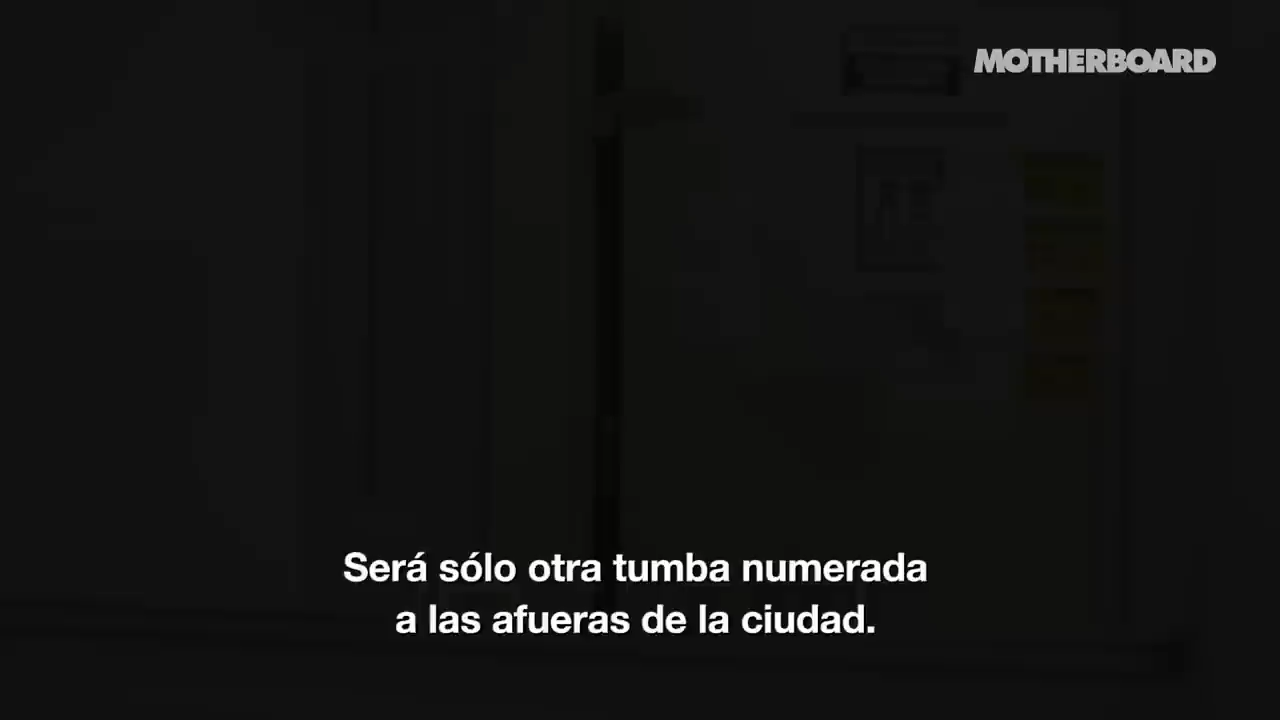 MOTHERBOARD
Será sólo otra tumba numerada
a las afueras de la ciudad.